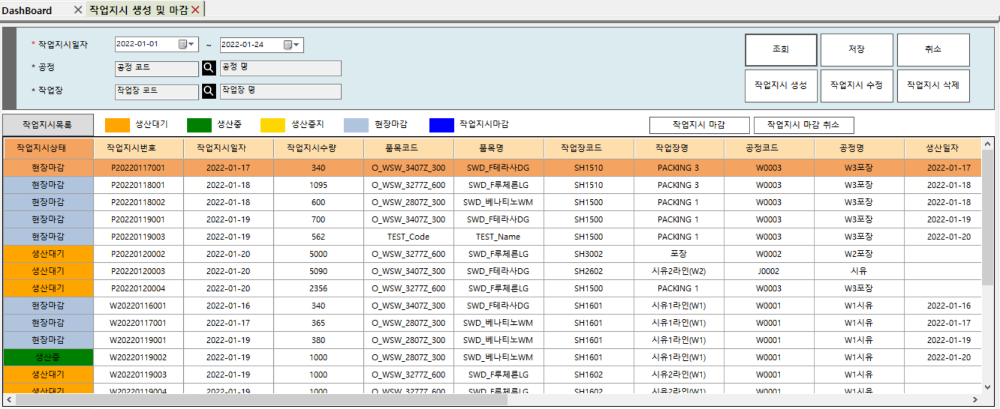 DashBoard 작업지시 생성 및 마감
* 작업지시일자 2022-01-01 ~ 2022-01-24 조회 저장 취소
* 공정 공정 코드 공정 명
* 작업장 작업장 코드 작업장 명 작업지시 생성 작업지시 수정 작업지시 삭제
작업지시목록 생산대기 생산중 생산중지 현장마감 작업지시마감 작업지시 마감 작업지시 마감 취소
작업지시상태 작업지시번호 작업지시일자 작업지시수량 품목코드 품목명 작업장코드 작업장명 공정코드 공정명 생산일자
현장마감 P20220117001 2022-01-17 340 O_WSW_3407Z_300 SWD_F테라사DG SH1510 PACKING 3 W0003 W3포장 2022-01-17
현장마감 P20220118001 2022-01-18 1095 O_WSW_3277Z_600 SWD_F루체른LG SH1510 PACKING 3 W0003 W3포장 2022-01-18
현장마감 P20220118002 2022-01-18 600 O_WSW_2807Z_300 SWD_베나티노WM SH1500 PACKING 1 W0003 W3포장 2022-01-18
현장마감 P20220119001 2022-01-19 700 O_WSW_3407Z_300 SWD_F테라사DG SH1500 PACKING 1 W0003 W3포장 2022-01-19
현장마감 P20220119003 2022-01-19 562 TEST_Code TEST_Name SH1500 PACKING 1 W0003 W3포장 2022-01-20
생산대기 P20220120002 2022-01-20 5000 O_WSW_3277Z_600 SWD_F루체른LG SH3002 포장 W0002 W2포장
생산대기 P20220120003 2022-01-20 5090 O_WSW_3407Z_300 SWD_F테라사DG SH2602 시유2라인(W2) J0002 시유
생산대기 P20220120004 2022-01-20 2356 O_WSW_3277Z_600 SWD_F루체른LG SH1500 PACKING 1 W0003 W3포장
현장마감 W20220116001 2022-01-16 340 O_WSW_3407Z_300 SWD_F테라사DG SH1601 시유1라인(W1) W0001 W1시유 2022-01-16
현장마감 W20220117001 2022-01-17 365 O_WSW_2807Z_300 SWD_베나티노WM SH1601 시유1라인(W1) W0001 W1시유 2022-01-17
현장마감 W20220119001 2022-01-19 380 O_WSW_2807Z_300 SWD_베나티노WM SH1601 시유1라인(W1) W0001 W1시유 2022-01-19
생산중 W20220119002 2022-01-19 1000 O_WSW_2807Z_300 SWD_베나티노WM SH1601 시유1라인(W1) W0001 W1시유 2022-01-20
생산대기 W20220119003 2022-01-19 1000 O_WSW_3277Z_600 SWD_F루체른LG SH1602 시유2라인(W1) W0001 W1시유
생산대기 W20220119004 2022-01-19 1000 O_WSW_3277Z_600 SWD_F루체른LG SH1602 시유2라인(W1) W0001 W1시유